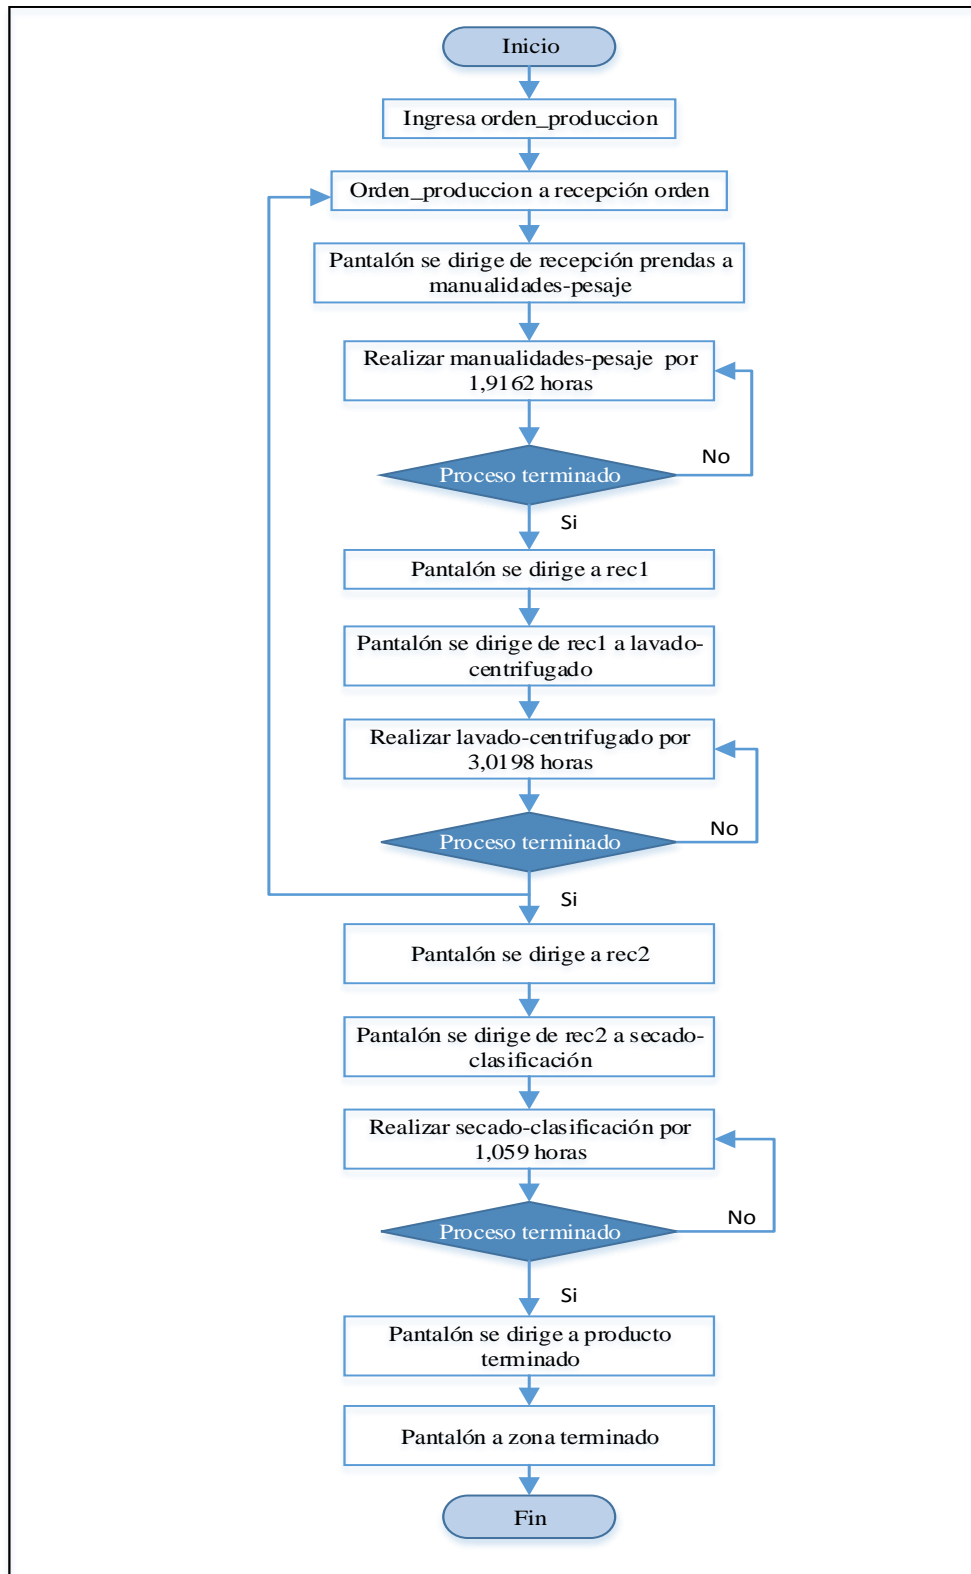 Inicio
Ingresa orden_produccion
Orden_produccion a recepción orden
Pantalón se dirige de recepción prendas a
manualidades-pesaje
Realizar manualidades-pesaje por
1,9162 horas
Proceso terminado
No
Si
Pantalón se dirige a rec1
Pantalón se dirige de rec1 a lavado-
centrifugado
Realizar lavado-centrifugado por
3,0198 horas
Proceso terminado
No
Si
Pantalón se dirige a rec2
Pantalón se dirige de rec2 a secado-
clasificación
Realizar secado-clasificación por
1,059 horas
Proceso terminado
No
Si
Pantalón se dirige a producto
terminado
Pantalón a zona terminado
Fin